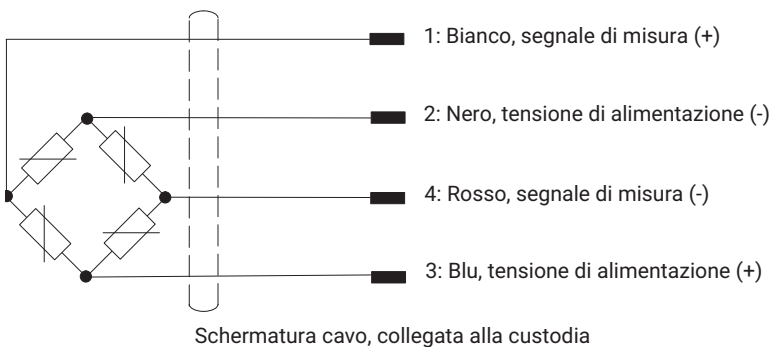 1: Bianco, segnale di misura (+)
2: Nero, tensione di alimentazione (-)
4: Rosso, segnale di misura (-)
3: Blu, tensione di alimentazione (+)
Schermatura cavo, collegata alla custodia